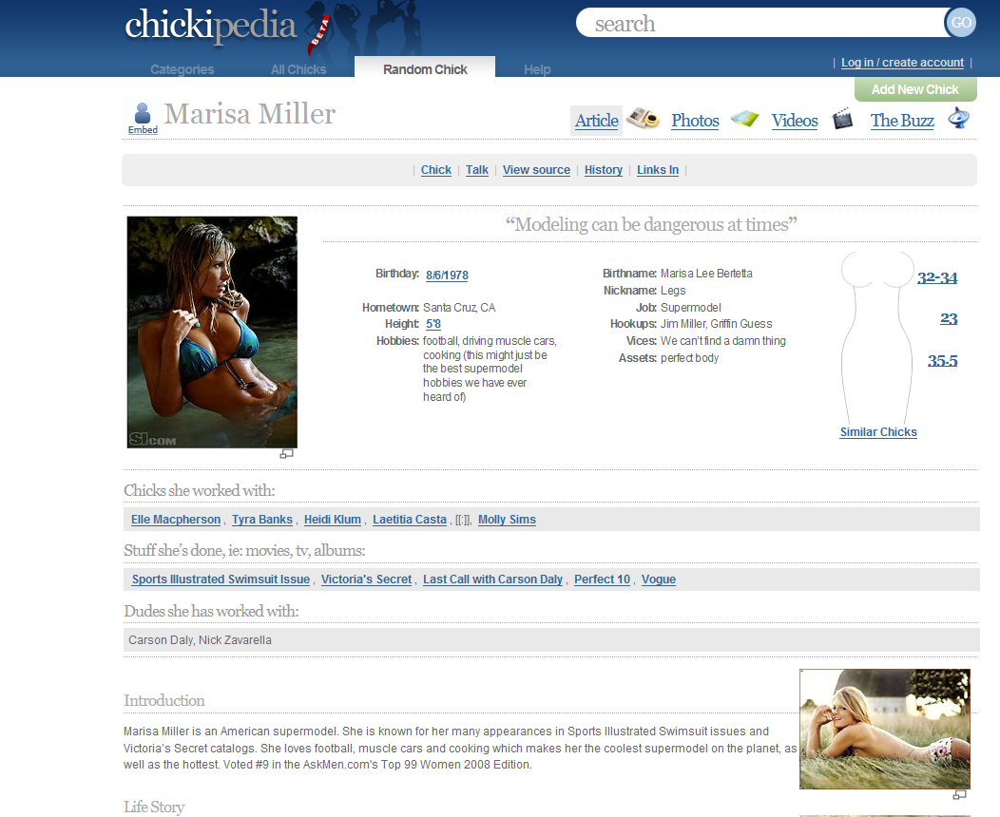 chickipedia
BETA
search
GO
Categories
All Chicks
Random Chick
Help
| Log in / create account |
Add New Chick
Embed
Marisa Miller
Article
Photos
Videos
The Buzz
| Chick | Talk | View source | History | Links In |
“Modeling can be dangerous at times”
Birthday: 8/6/1978
Hometown: Santa Cruz, CA
Height: 5'8
Hobbies: football, driving muscle cars,
cooking (this might just be
the best supermodel
hobbies we have ever
heard of)
Birthname: Marisa Lee Bertetta
Nickname: Legs
Job: Supermodel
Hookups: Jim Miller, Griffin Guess
Vices: We can't find a damn thing
Assets: perfect body
32-34
23
35-5
Similar Chicks
SI.COM
Chicks she worked with:
Elle Macpherson , Tyra Banks , Heidi Klum , Laetitia Casta , [[:]], Molly Sims
Stuff she's done, ie: movies, tv, albums:
Sports Illustrated Swimsuit Issue , Victoria's Secret , Last Call with Carson Daly , Perfect 10 , Vogue
Dudes she has worked with:
Carson Daly, Nick Zavarella
Introduction
Marisa Miller is an American supermodel. She is known for her many appearances in Sports Illustrated Swimsuit issues and
Victoria's Secret catalogs. She loves football, muscle cars and cooking which makes her the coolest supermodel on the planet, as
well as the hottest. Voted #9 in the AskMen.com's Top 99 Women 2008 Edition.
Life Story